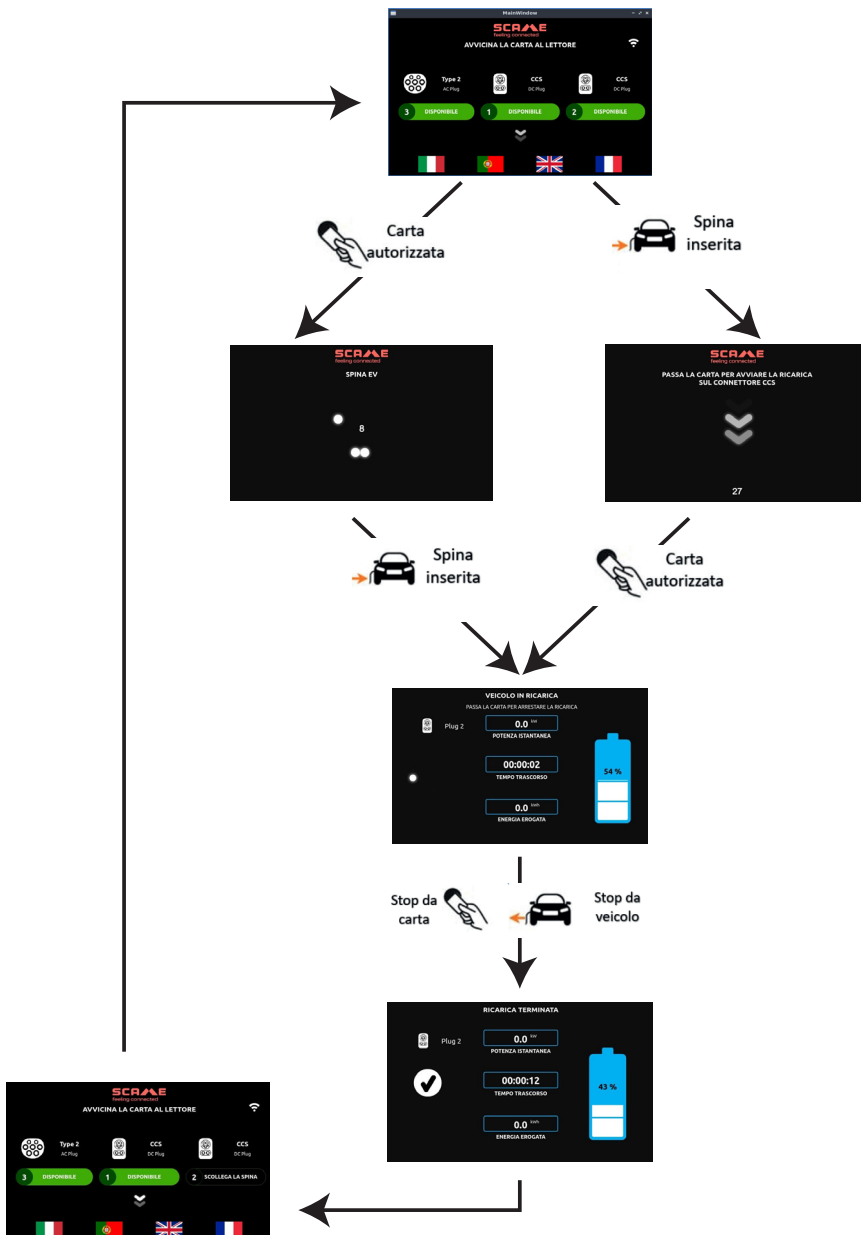 MainWindow
SCAME
feeling connected
AVVICINA LA CARTA AL LETTORE
Type 2
AC Plug
CCS
DC Plug
CCS
DC Plug
3 DISPONIBILE
1 DISPONIBILE
2 DISPONIBILE
Carta
autorizzata
Spina
inserita
SCAME
feeling connected
SPINA EV
8
SCAME
feeling connected
PASSA LA CARTA PER AVVIARE LA RICARICA
SUL CONNETTORE CCS
27
Spina
inserita
Carta
autorizzata
VEICOLO IN RICARICA
PASSA LA CARTA PER ARRESTARE LA RICARICA
Plug 2
0.0 kW
POTENZA ISTANTANEA
00:00:02
TEMPO TRASCORSO
54 %
0.0 kWh
ENERGIA EROGATA
Stop da
carta
Stop da
veicolo
RICARICA TERMINATA
Plug 2
0.0 kW
POTENZA ISTANTANEA
00:00:12
TEMPO TRASCORSO
43 %
0.0 kWh
ENERGIA EROGATA
SCAME
feeling connected
AVVICINA LA CARTA AL LETTORE
Type 2
AC Plug
CCS
DC Plug
CCS
DC Plug
3 DISPONIBILE
1 DISPONIBILE
2 SCOLLEGA LA SPINA